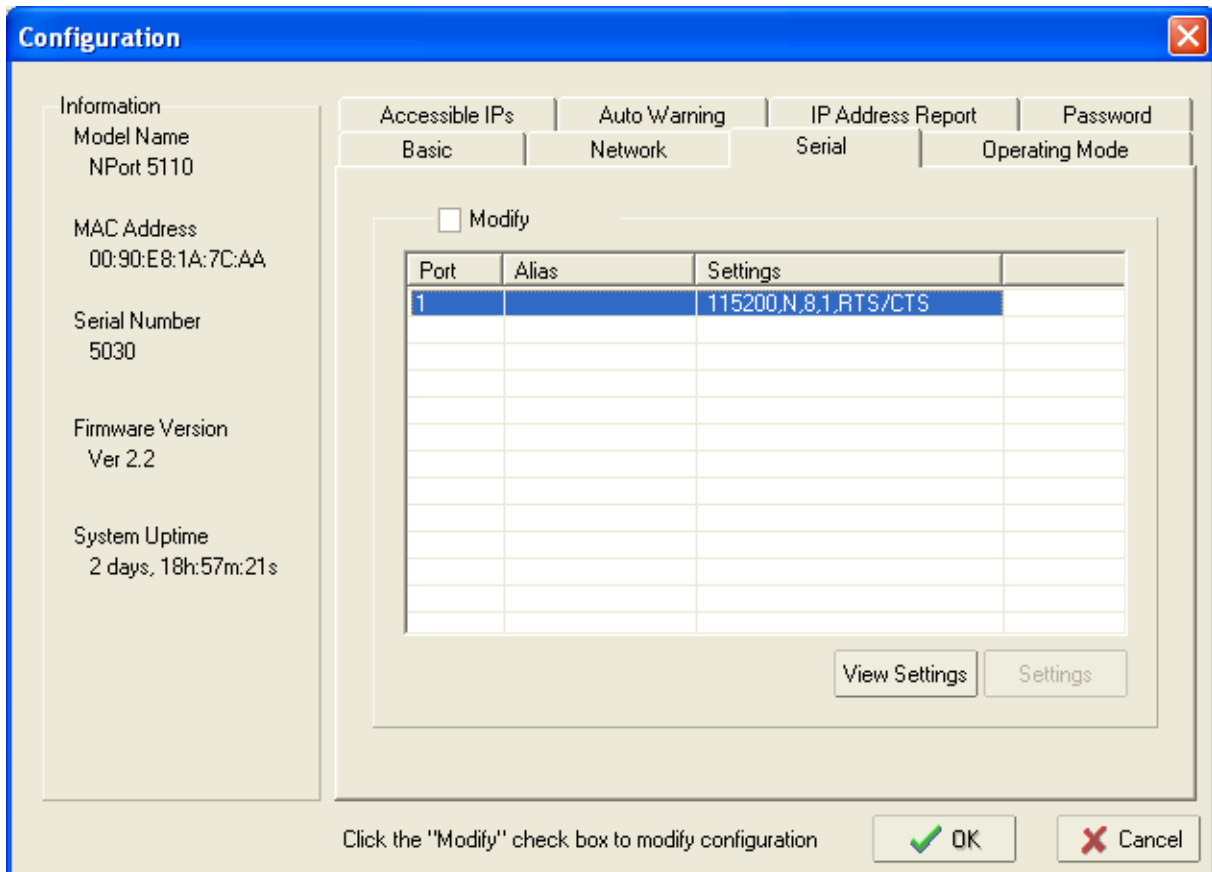 Configuration
Information
Model Name
NPort 5110
MAC Address
00:90:E8:1A:7C:AA
Serial Number
5030
Firmware Version
Ver 2.2
System Uptime
2 days, 18h:57m:21s
Accessible IPs Auto Warning IP Address Report Password
Basic Network Serial Operating Mode
Modify
Port Alias Settings
1 115200,N,8,1,RTS/CTS
View Settings Settings
Click the "Modify" check box to modify configuration OK Cancel